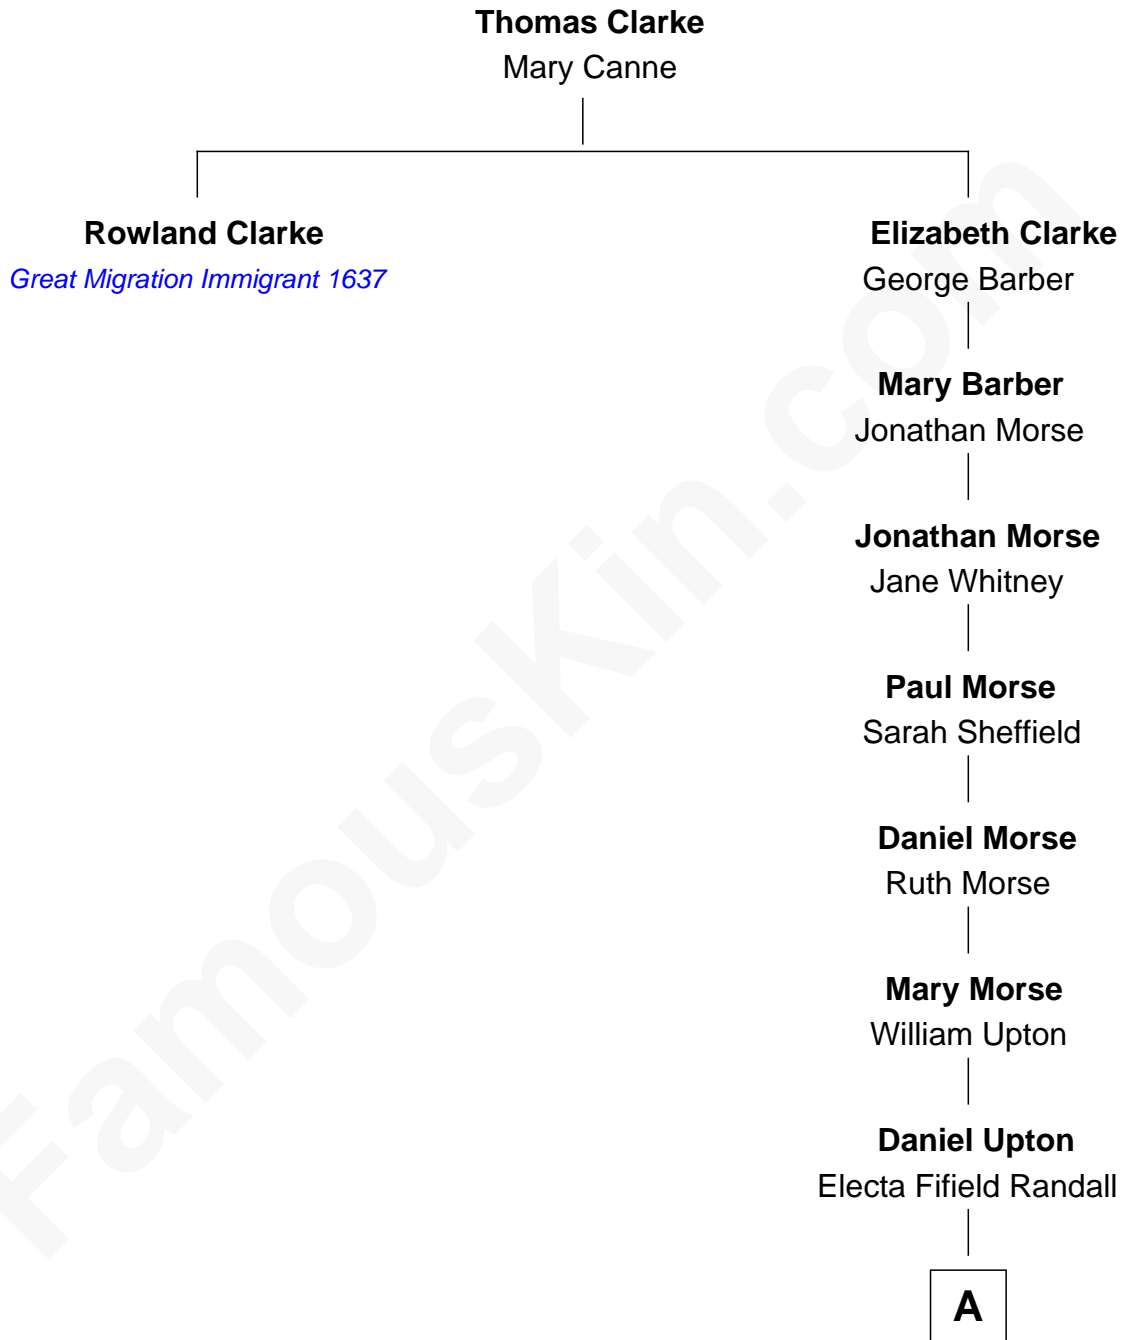 Thomas Clarke
Mary Canne
Rowland Clarke
Great Migration Immigrant 1637
Elizabeth Clarke
George Barber
Mary Barber
Jonathan Morse
Jonathan Morse
Jane Whitney
Paul Morse
Sarah Sheffield
Daniel Morse
Ruth Morse
Mary Morse
William Upton
Daniel Upton
Electa Fifield Randall
A
FamousKin.com